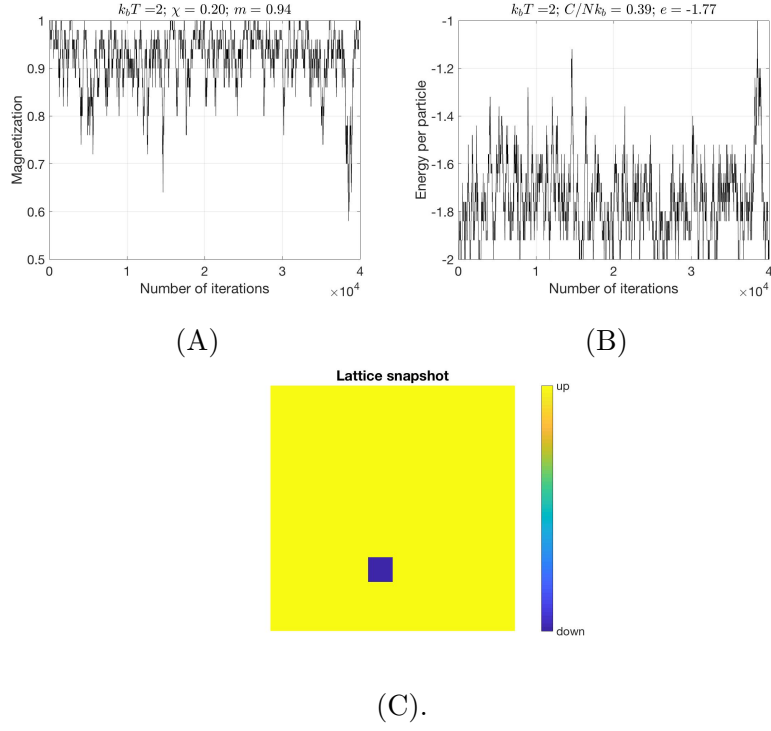 k_bT =2; χ = 0.20; m = 0.94
Magnetization
1
0.9
0.8
0.7
0.6
0.5
0 1 2 3 4
Number of iterations
×10^4
(A)
k_bT =2; C/Nk_b = 0.39; e = -1.77
Energy per particle
-1
-1.2
-1.4
-1.6
-1.8
-2
0 1 2 3 4
Number of iterations
×10^4
(B)
Lattice snapshot
up
down
(C).